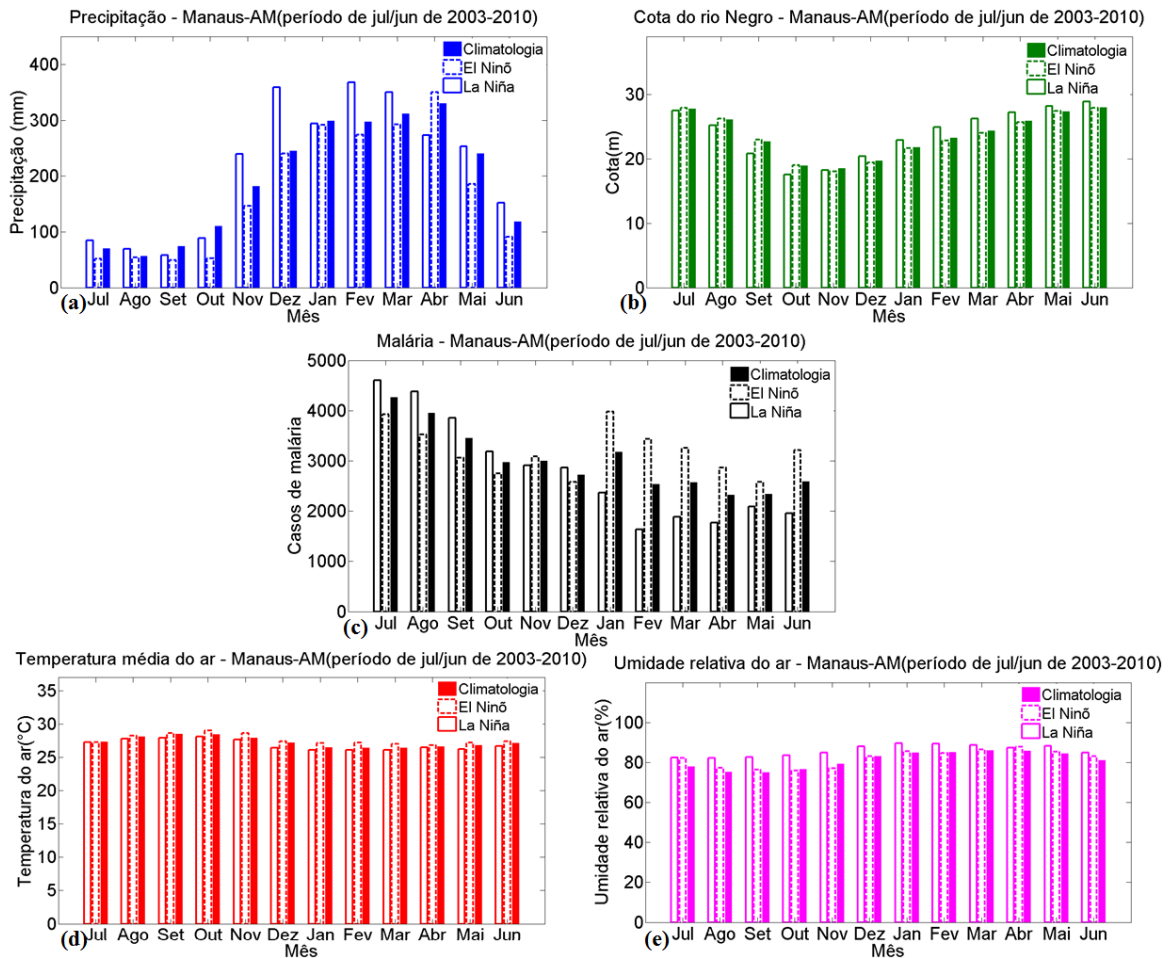 Precipitação - Manaus-AM(período de jul/jun de 2003-2010)
Precipitação (mm)
400
300
200
100
0
Climatologia
El Ninõ
La Niña
(a)
Jul Ago Set Out Nov Dez Jan Fev Mar Abr Mai Jun
Mês
Cota do rio Negro - Manaus-AM(período de jul/jun de 2003-2010)
Cota(m)
30
20
10
0
Climatologia
El Ninõ
La Niña
(b)
Jul Ago Set Out Nov Dez Jan Fev Mar Abr Mai Jun
Mês
Malária - Manaus-AM(período de jul/jun de 2003-2010)
Casos de malária
5000
4000
3000
2000
1000
0
Climatologia
El Ninõ
La Niña
(c)
Jul Ago Set Out Nov Dez Jan Fev Mar Abr Mai Jun
Mês
Temperatura média do ar - Manaus-AM(período de jul/jun de 2003-2010)
Temperatura do ar(°C)
35
30
25
20
15
10
5
0
Climatologia
El Ninõ
La Niña
(d)
Jul Ago Set Out Nov Dez Jan Fev Mar Abr Mai Jun
Mês
Umidade relativa do ar - Manaus-AM(período de jul/jun de 2003-2010)
Umidade relativa do ar(%)
100
80
60
40
20
0
Climatologia
El Ninõ
La Niña
(e)
Jul Ago Set Out Nov Dez Jan Fev Mar Abr Mai Jun
Mês